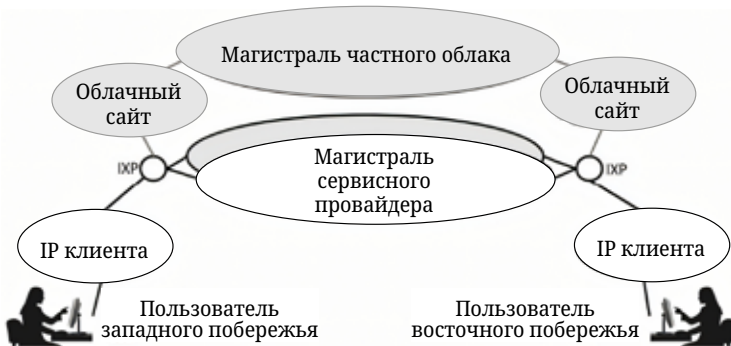 Магистраль частного облака
Облачный
сайт
Облачный
сайт
Магистраль
сервисного
провайдера
IXP
IXP
IP клиента
IP клиента
Пользователь
западного побережья
Пользователь
восточного побережья